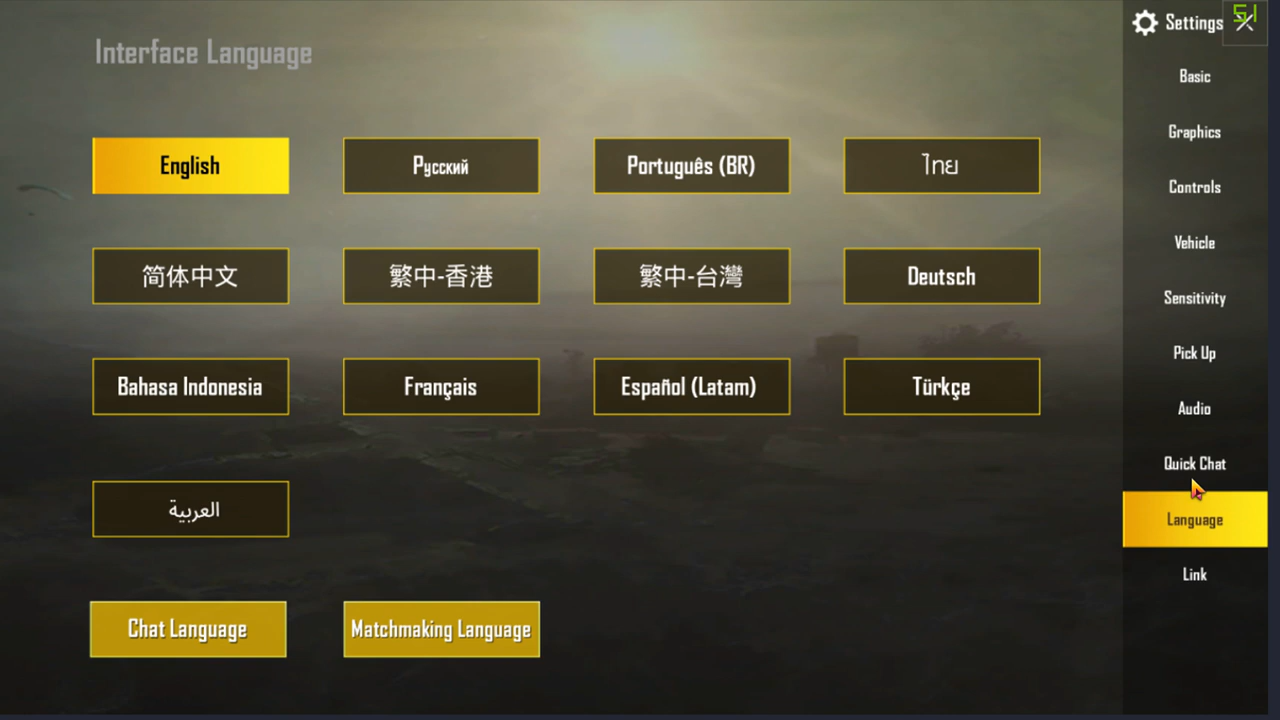 Interface Language
English
Русский
Português (BR)
ไทย
简体中文
繁中-香港
繁中-台灣
Deutsch
Bahasa Indonesia
Français
Español (Latam)
Türkçe
العربية
Chat Language
Matchmaking Language
Settings
51
Basic
Graphics
Controls
Vehicle
Sensitivity
Pick Up
Audio
Quick Chat
Language
Link